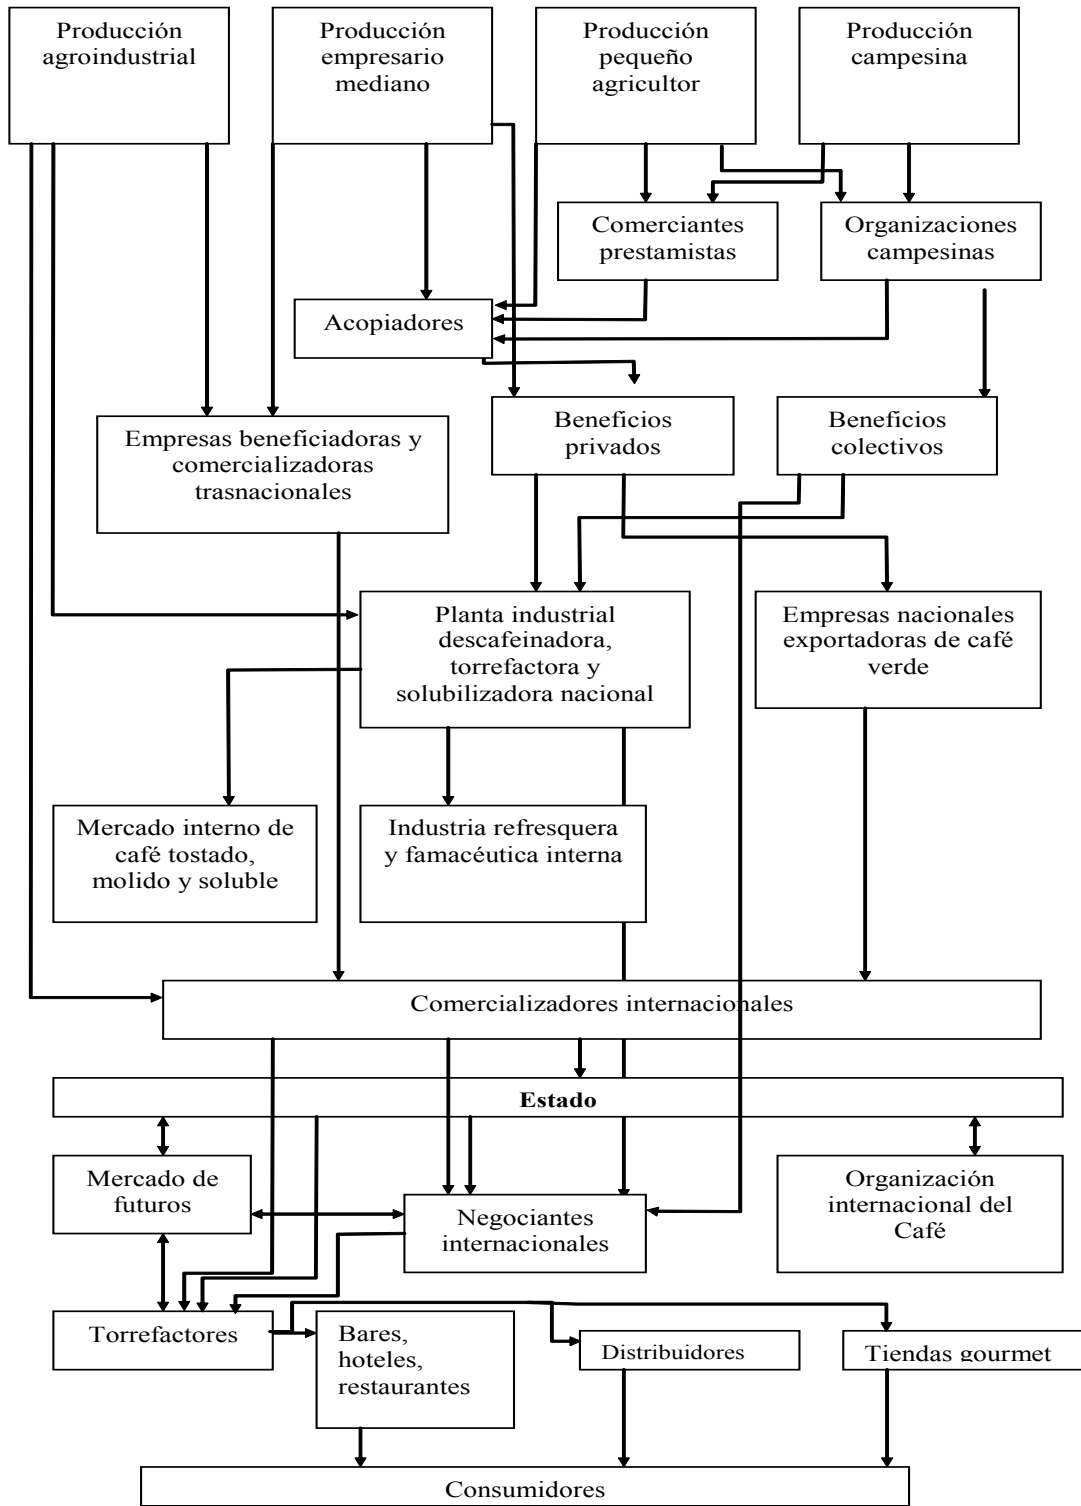 Producción
agroindustrial
Producción
empresario
mediano
Producción
pequeño
agricultor
Producción
campesina
Comerciantes
prestamistas
Organizaciones
campesinas
Acopiadores
Empresas beneficiadoras y
comercializadoras
trasnacionales
Beneficios
privados
Beneficios
colectivos
Planta industrial
descafeinadora,
torrefactora y
solubilizadora nacional
Empresas nacionales
exportadoras de café
verde
Mercado interno de
café tostado,
molido y soluble
Industria refresquera
y famacéutica interna
Comercializadores internacionales
Estado
Mercado de
futuros
Negociantes
internacionales
Organización
internacional del
Café
Torrefactores
Bares,
hoteles,
restaurantes
Distribuidores
Tiendas gourmet
Consumidores